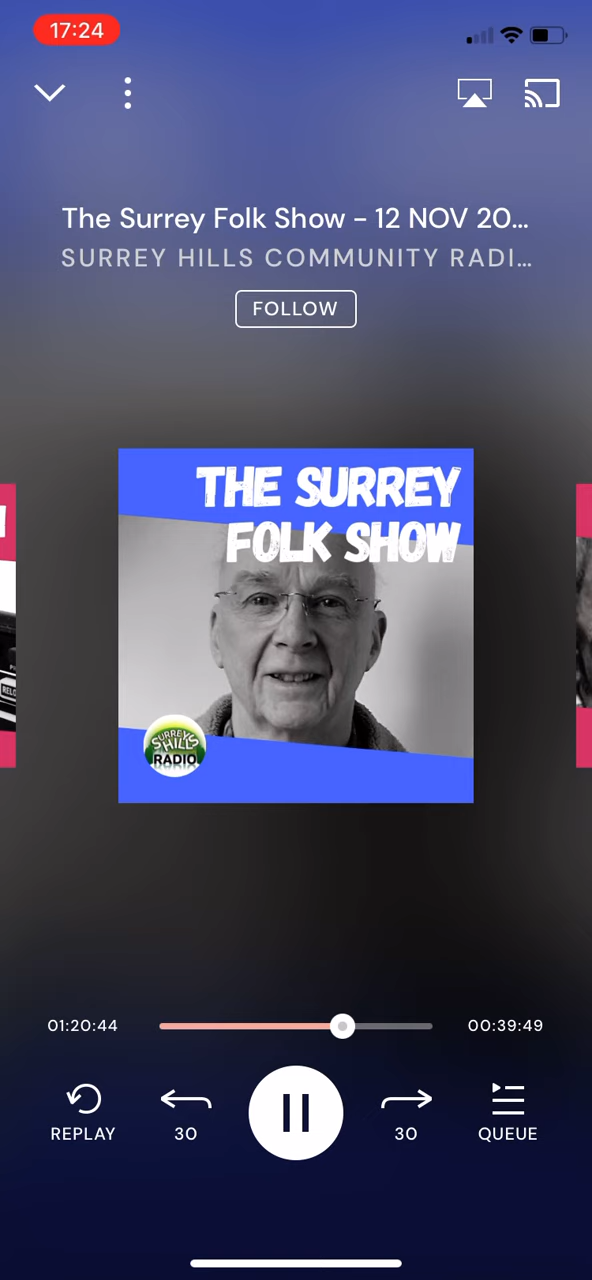 17:24
The Surrey Folk Show – 12 NOV 20...
SURREY HILLS COMMUNITY RADI...
FOLLOW
THE SURREY
FOLK SHOW
SURREY
HILLS
RADIO
01:20:44
00:39:49
REPLAY
30
30
QUEUE